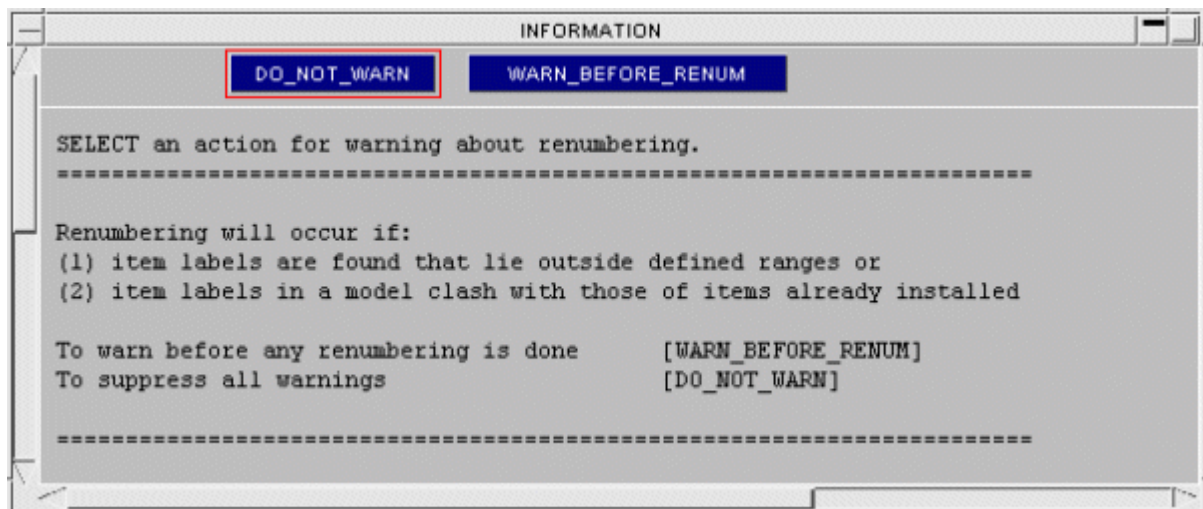 INFORMATION
DO_NOT_WARN WARN_BEFORE_RENUM
SELECT an action for warning about renumbering.
=======================================================================
Renumbering will occur if:
(1) item labels are found that lie outside defined ranges or
(2) item labels in a model clash with those of items already installed
To warn before any renumbering is done [WARN_BEFORE_RENUM]
To suppress all warnings [DO_NOT_WARN]
=======================================================================